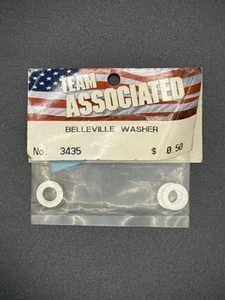 TEAM
ASSOCIATED
BELLEVILLE WASHER
No. 3435 $ 0.50